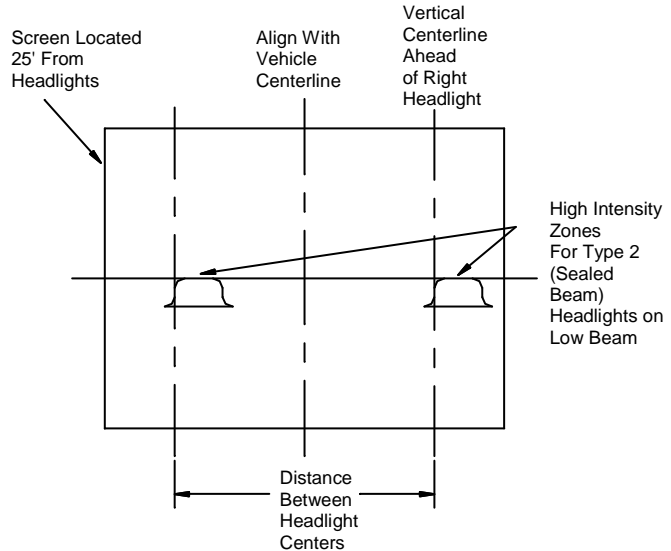 Screen Located
25' From
Headlights
Align With
Vehicle
Centerline
Vertical
Centerline
Ahead
of Right
Headlight
High Intensity
Zones
For Type 2
(Sealed
Beam)
Headlights on
Low Beam
Distance
Between
Headlight
Centers